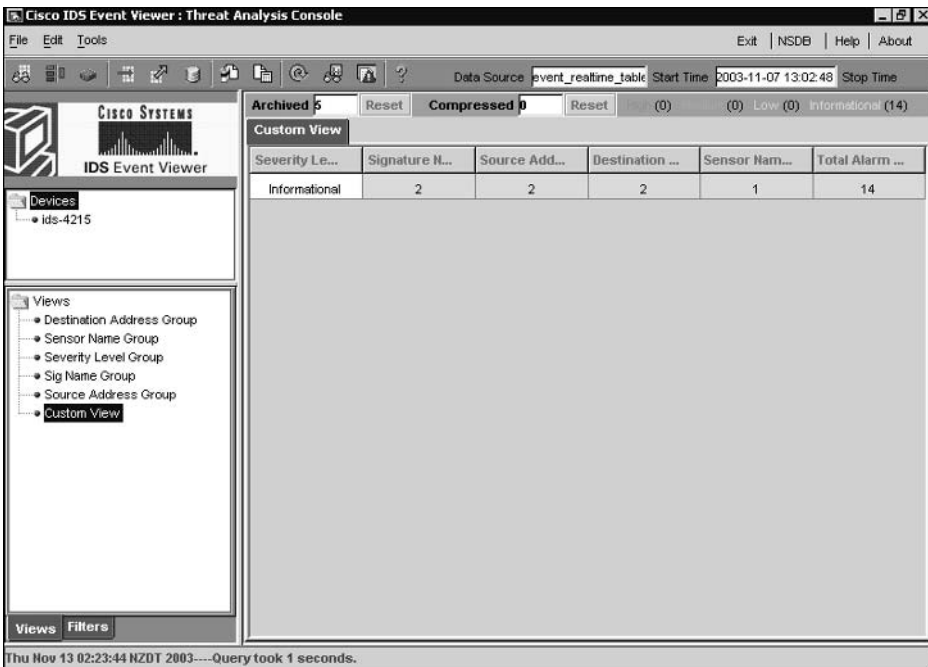 Cisco IDS Event Viewer : Threat Analysis Console
File Edit Tools Exit | NSDB | Help | About
Data Source event_realtime_table Start Time 2003-11-07 13:02:48 Stop Time
CISCO SYSTEMS
IDS Event Viewer
Archived 5 Reset Compressed 0 Reset (0) (0) Low (0) Informational (14)
Custom View
Severity Le... Signature N... Source Add... Destination ... Sensor Nam... Total Alarm ...
Informational 2 2 2 1 14
Devices
ids-4215
Views
Destination Address Group
Sensor Name Group
Severity Level Group
Sig Name Group
Source Address Group
Custom View
Views Filters
Thu Nov 13 02:23:44 NZDT 2003----Query took 1 seconds.